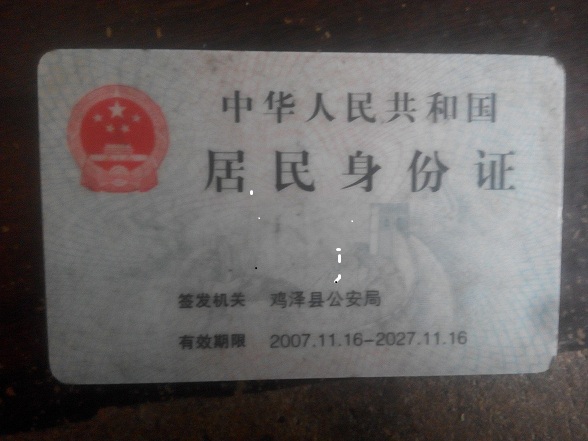 中华人民共和国
居民身份证
签发机关 鸡泽县公安局
有效期限 2007.11.16-2027.11.16